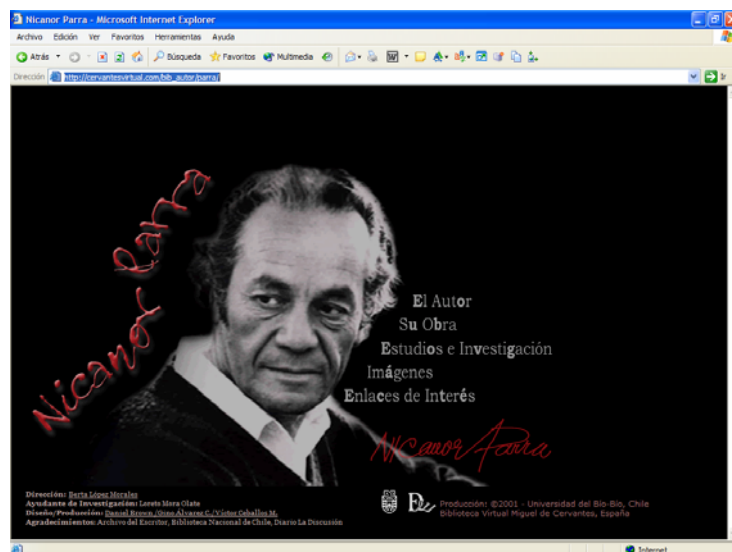 Nicanor Parra - Microsoft Internet Explorer
Archivo Edición Ver Favoritos Herramientas Ayuda
Atrás Búsqueda Favoritos Multimedia
Dirección http://cervantesvirtual.com/bib_autor/parra/ Ir
Nicanor Parra
El Autor
Su Obra
Estudios e Investigación
Imágenes
Enlaces de Interés
Nicanor Parra
Dirección: Berta López Morales
Ayudante de Investigación: Loreto Mora Olate
Diseño/Producción: Daniel Brown /Gino Álvarez C./Víctor Caballos M.
Agradecimientos: Archivo del Escritor, Biblioteca Nacional de Chile, Diario La Discusión
Producción: ©2001 - Universidad del Bío-Bío, Chile
Biblioteca Virtual Miguel de Cervantes, España
Internet